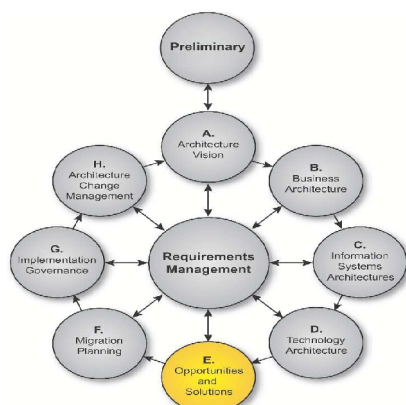 Preliminary
A.
Architecture
Vision
H.
Architecture
Change
Management
B.
Business
Architecture
G.
Implementation
Governance
Requirements
Management
C.
Information
Systems
Architectures
F.
Migration
Planning
D.
Technology
Architecture
E.
Opportunities
and
Solutions